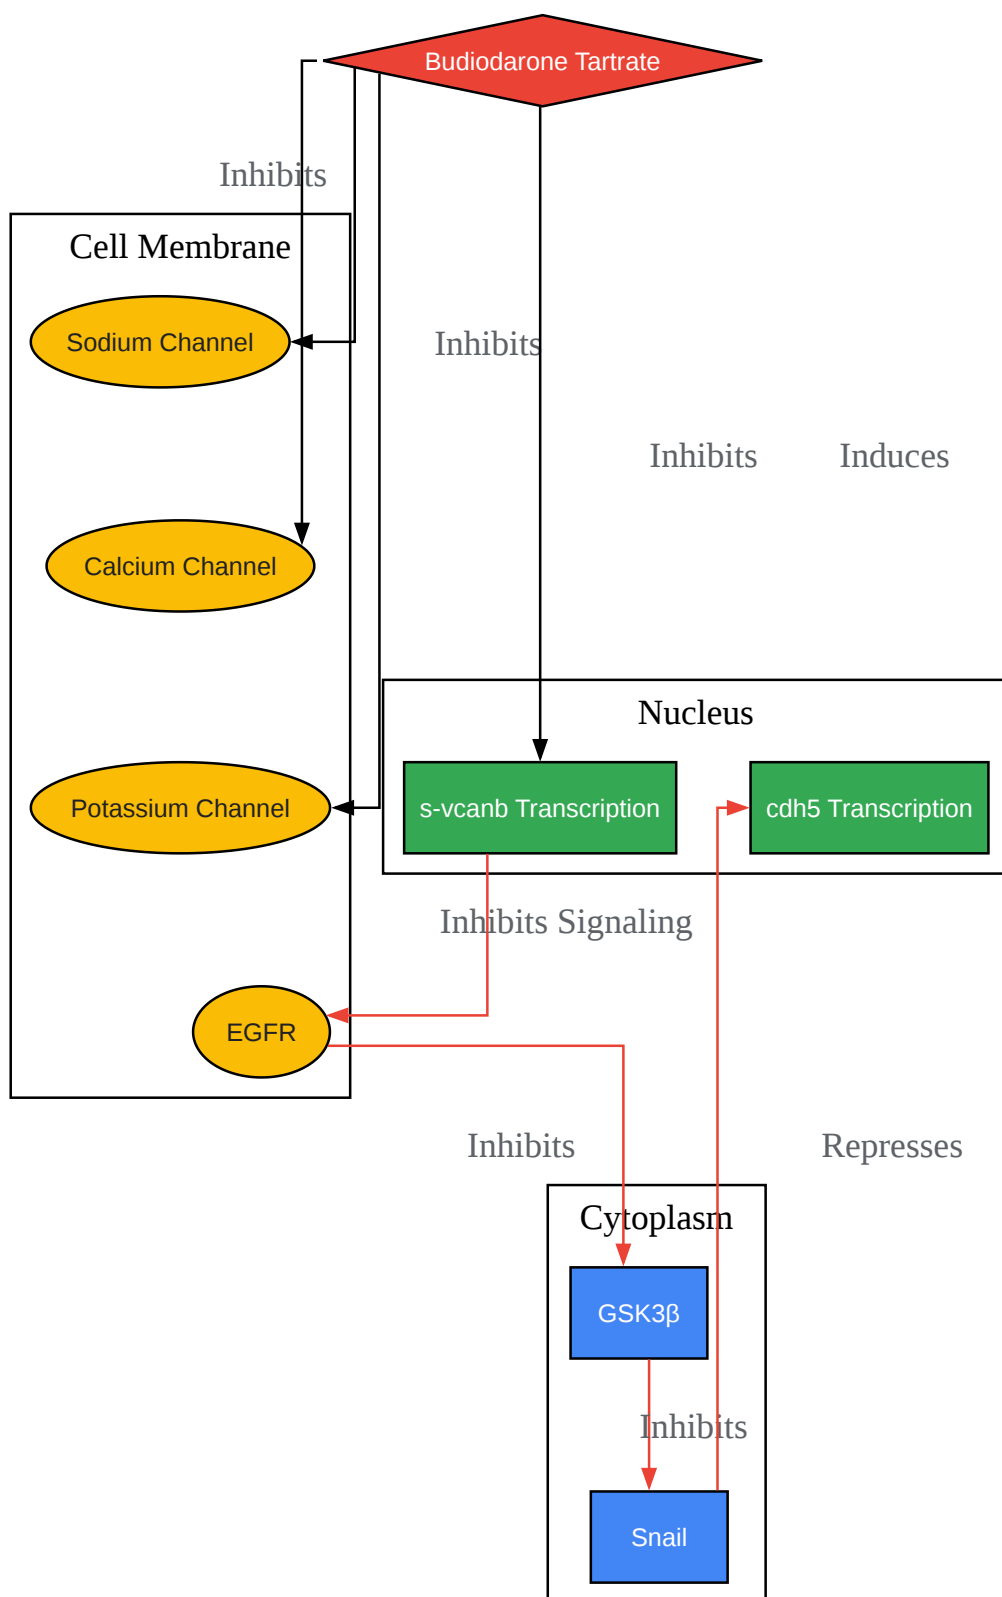 Budiodarone Tartrate
Inhibits
Cell Membrane
Sodium Channel
Inhibits
Inhibits
Induces
Calcium Channel
Nucleus
Potassium Channel
s-vcanb Transcription
cdh5 Transcription
Inhibits Signaling
EGFR
Inhibits
Represses
Cytoplasm
GSK3β
Inhibits
Snail